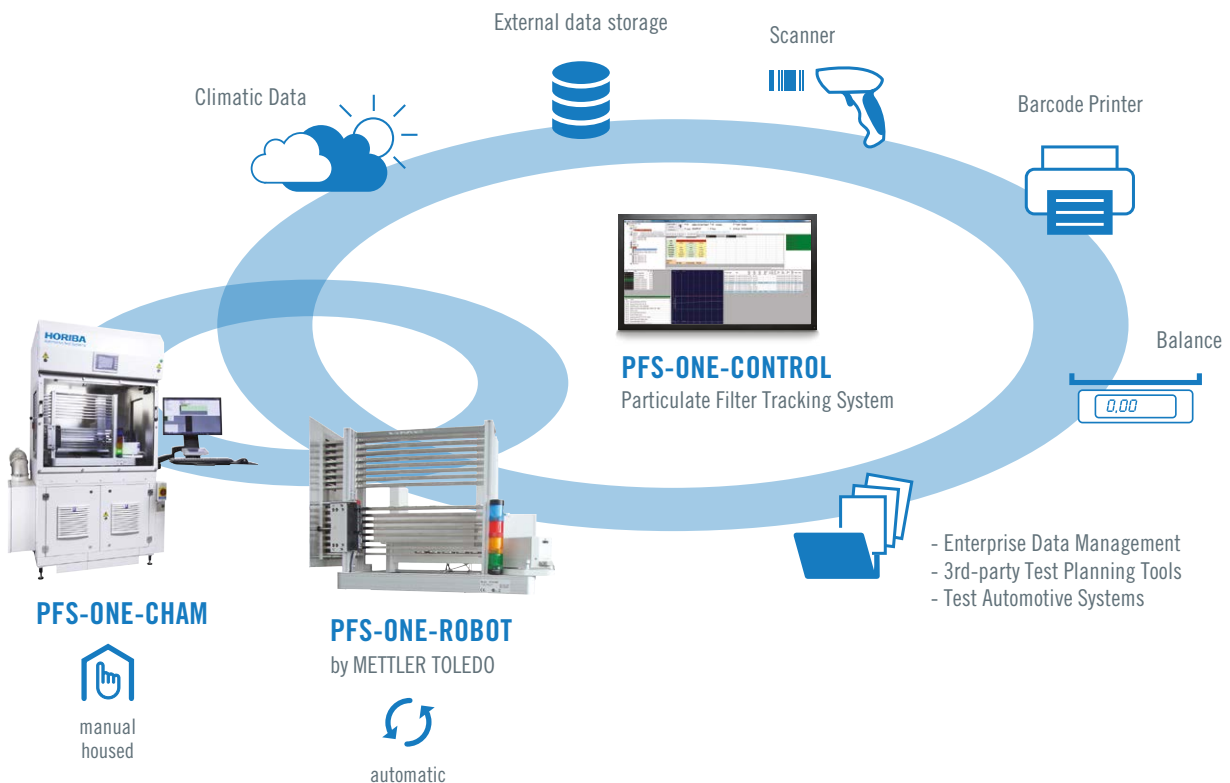 External data storage
Scanner
Climatic Data
Barcode Printer
PFS-ONE-CONTROL
Particulate Filter Tracking System
Balance
0,00
HORIBA
- Enterprise Data Management
- 3rd-party Test Planning Tools
- Test Automotive Systems
PFS-ONE-CHAM
manual
housed
PFS-ONE-ROBOT
by METTLER TOLEDO
automatic